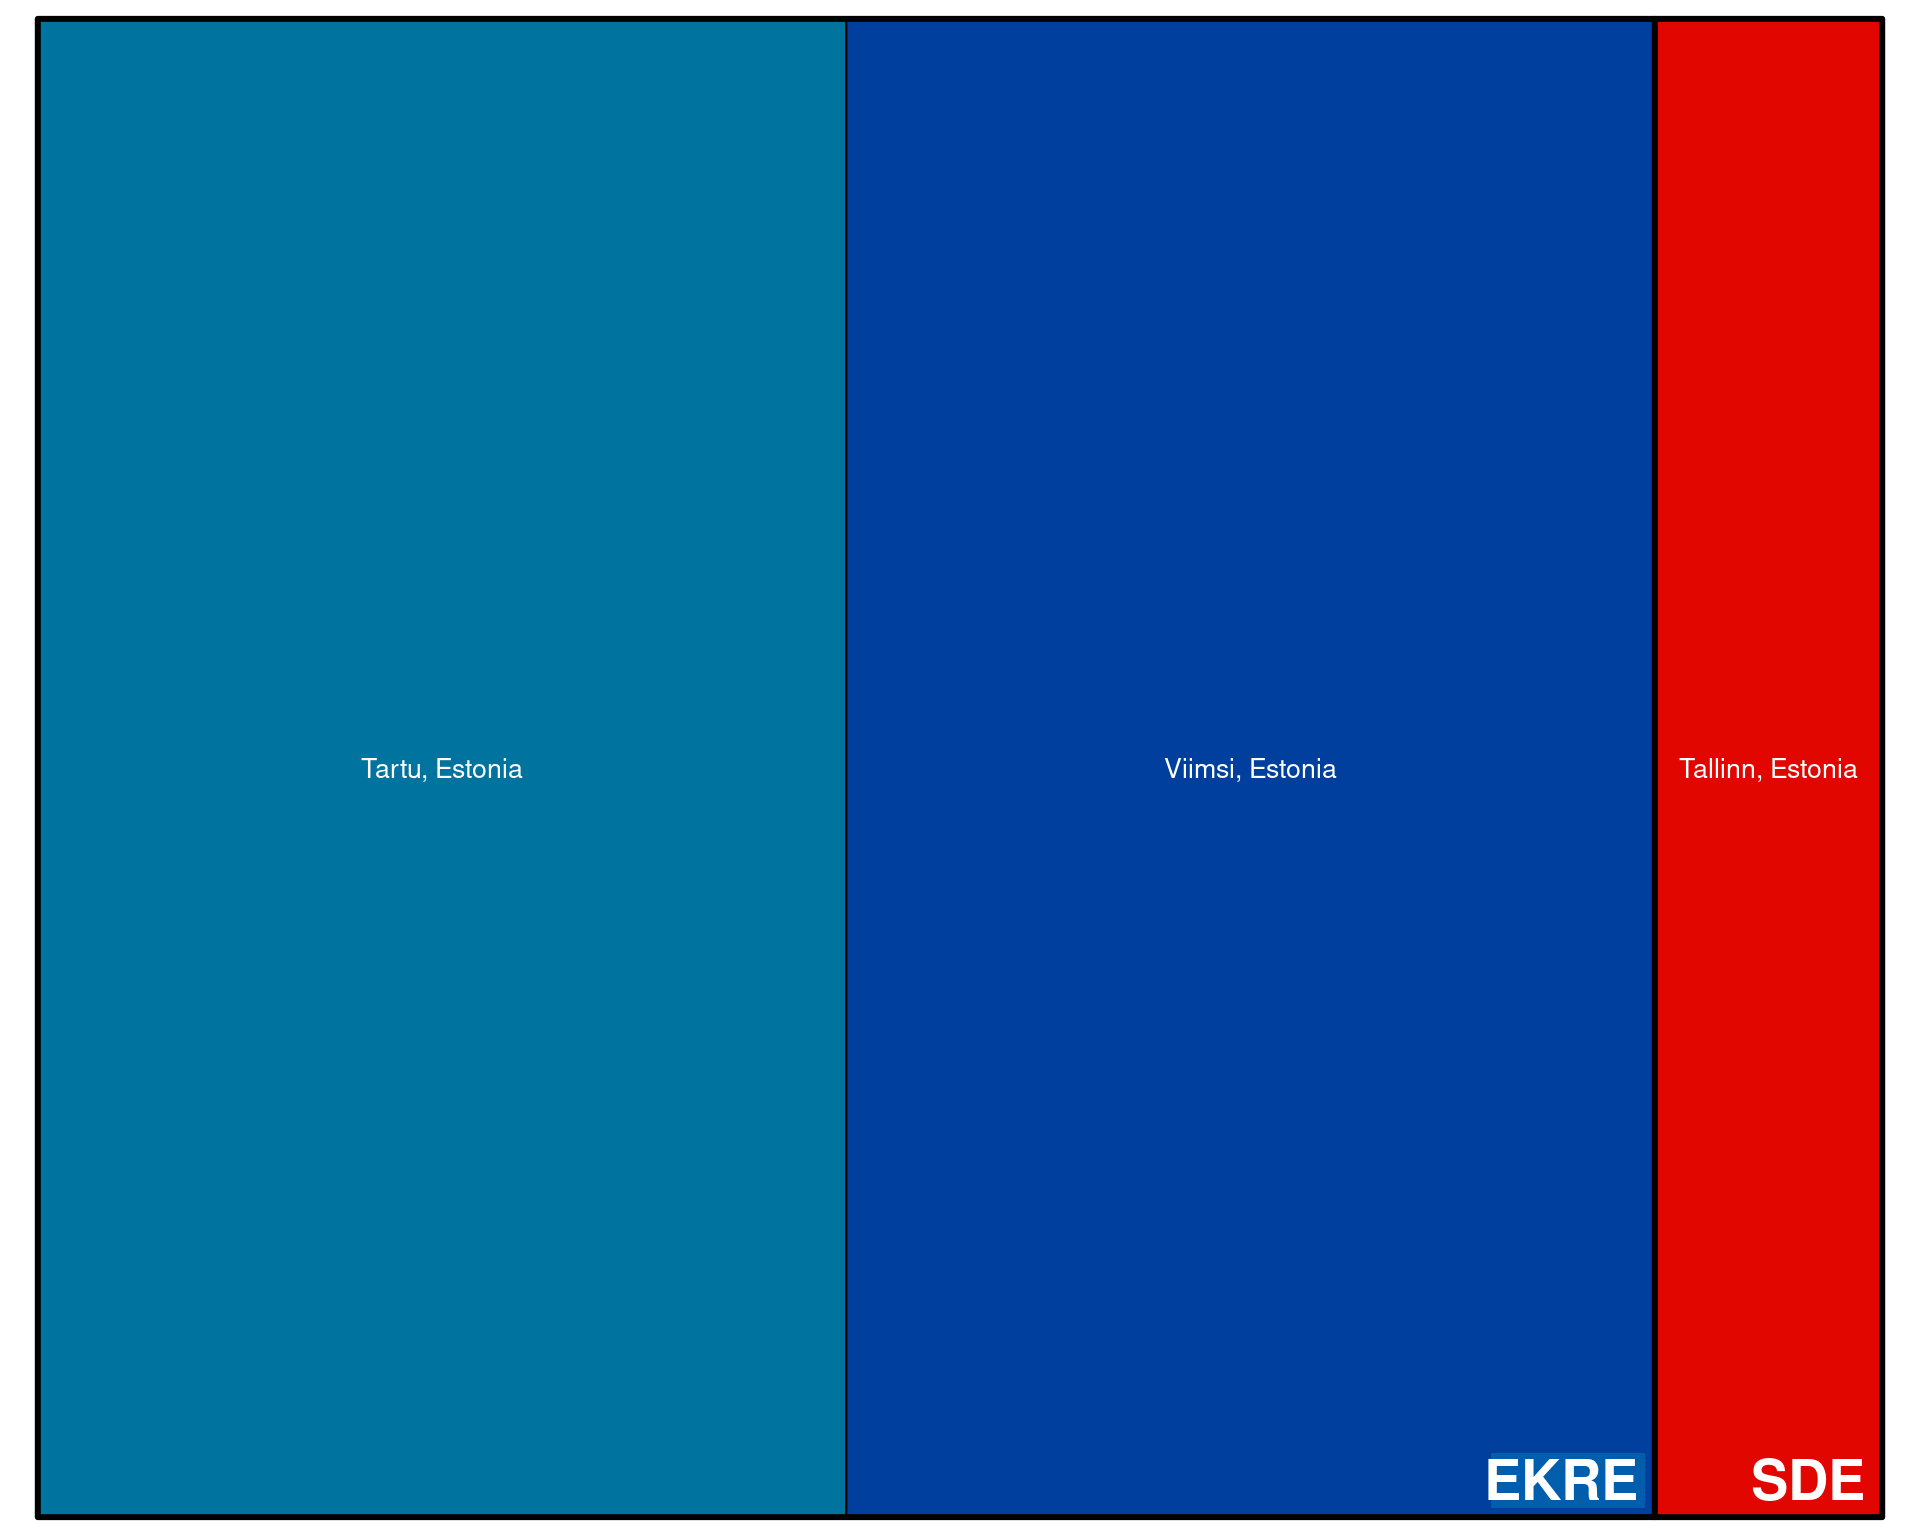 Tartu, Estonia
Viimsi, Estonia
Tallinn, Estonia
EKRE
SDE